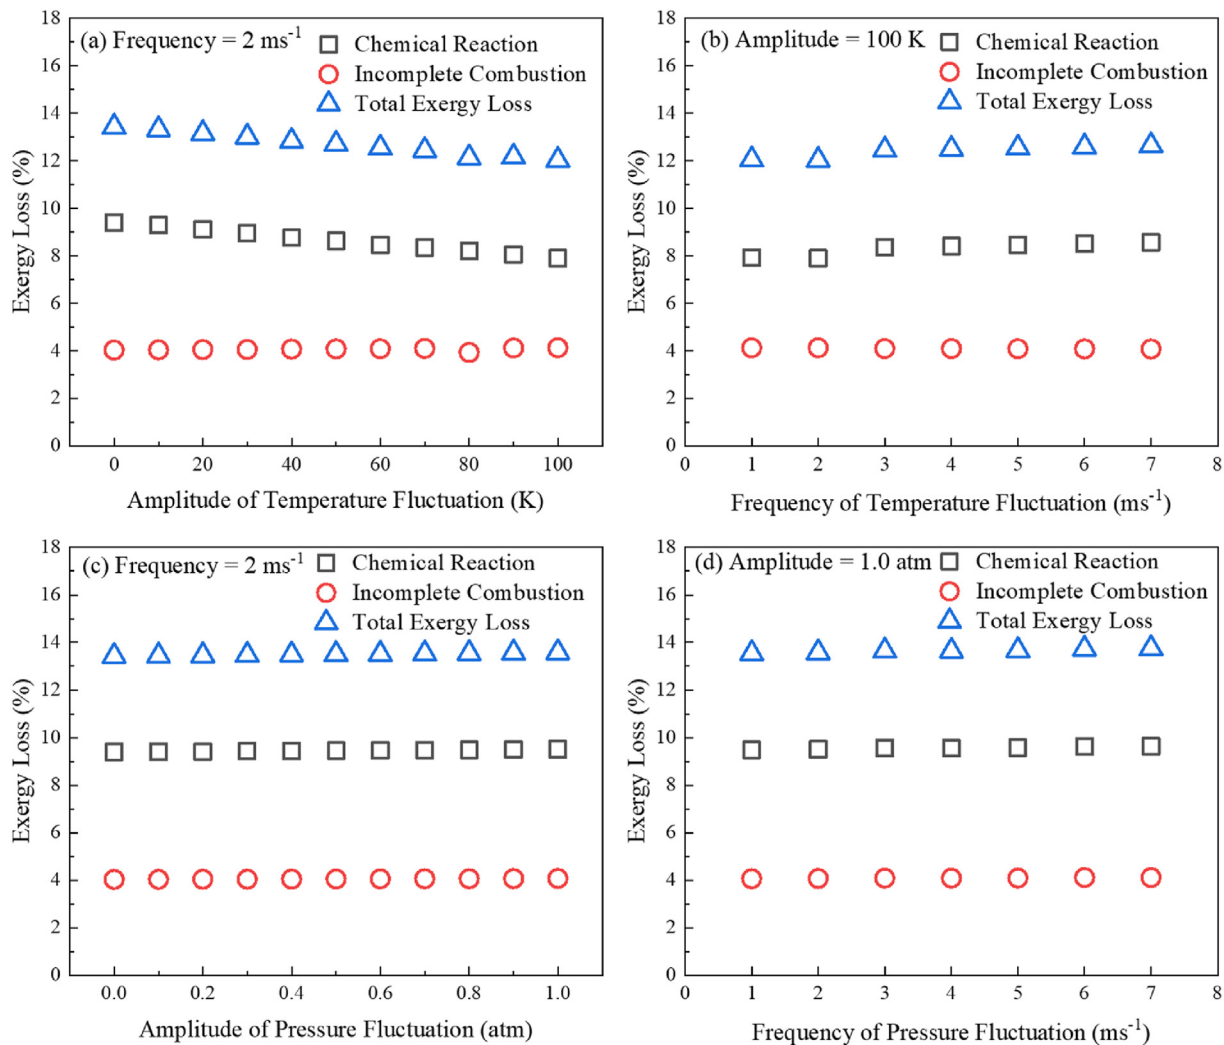 (a) Frequency = 2 ms⁻¹
Chemical Reaction
Incomplete Combustion
Total Exergy Loss
18
16
14
12
10
8
6
4
2
0
Exergy Loss (%)
0 20 40 60 80 100
Amplitude of Temperature Fluctuation (K)
(b) Amplitude = 100 K
Chemical Reaction
Incomplete Combustion
Total Exergy Loss
18
16
14
12
10
8
6
4
2
0
Exergy Loss (%)
0 1 2 3 4 5 6 7 8
Frequency of Temperature Fluctuation (ms⁻¹)
(c) Frequency = 2 ms⁻¹
Chemical Reaction
Incomplete Combustion
Total Exergy Loss
18
16
14
12
10
8
6
4
2
0
Exergy Loss (%)
0.0 0.2 0.4 0.6 0.8 1.0
Amplitude of Pressure Fluctuation (atm)
(d) Amplitude = 1.0 atm
Chemical Reaction
Incomplete Combustion
Total Exergy Loss
18
16
14
12
10
8
6
4
2
0
Exergy Loss (%)
0 1 2 3 4 5 6 7 8
Frequency of Pressure Fluctuation (ms⁻¹)